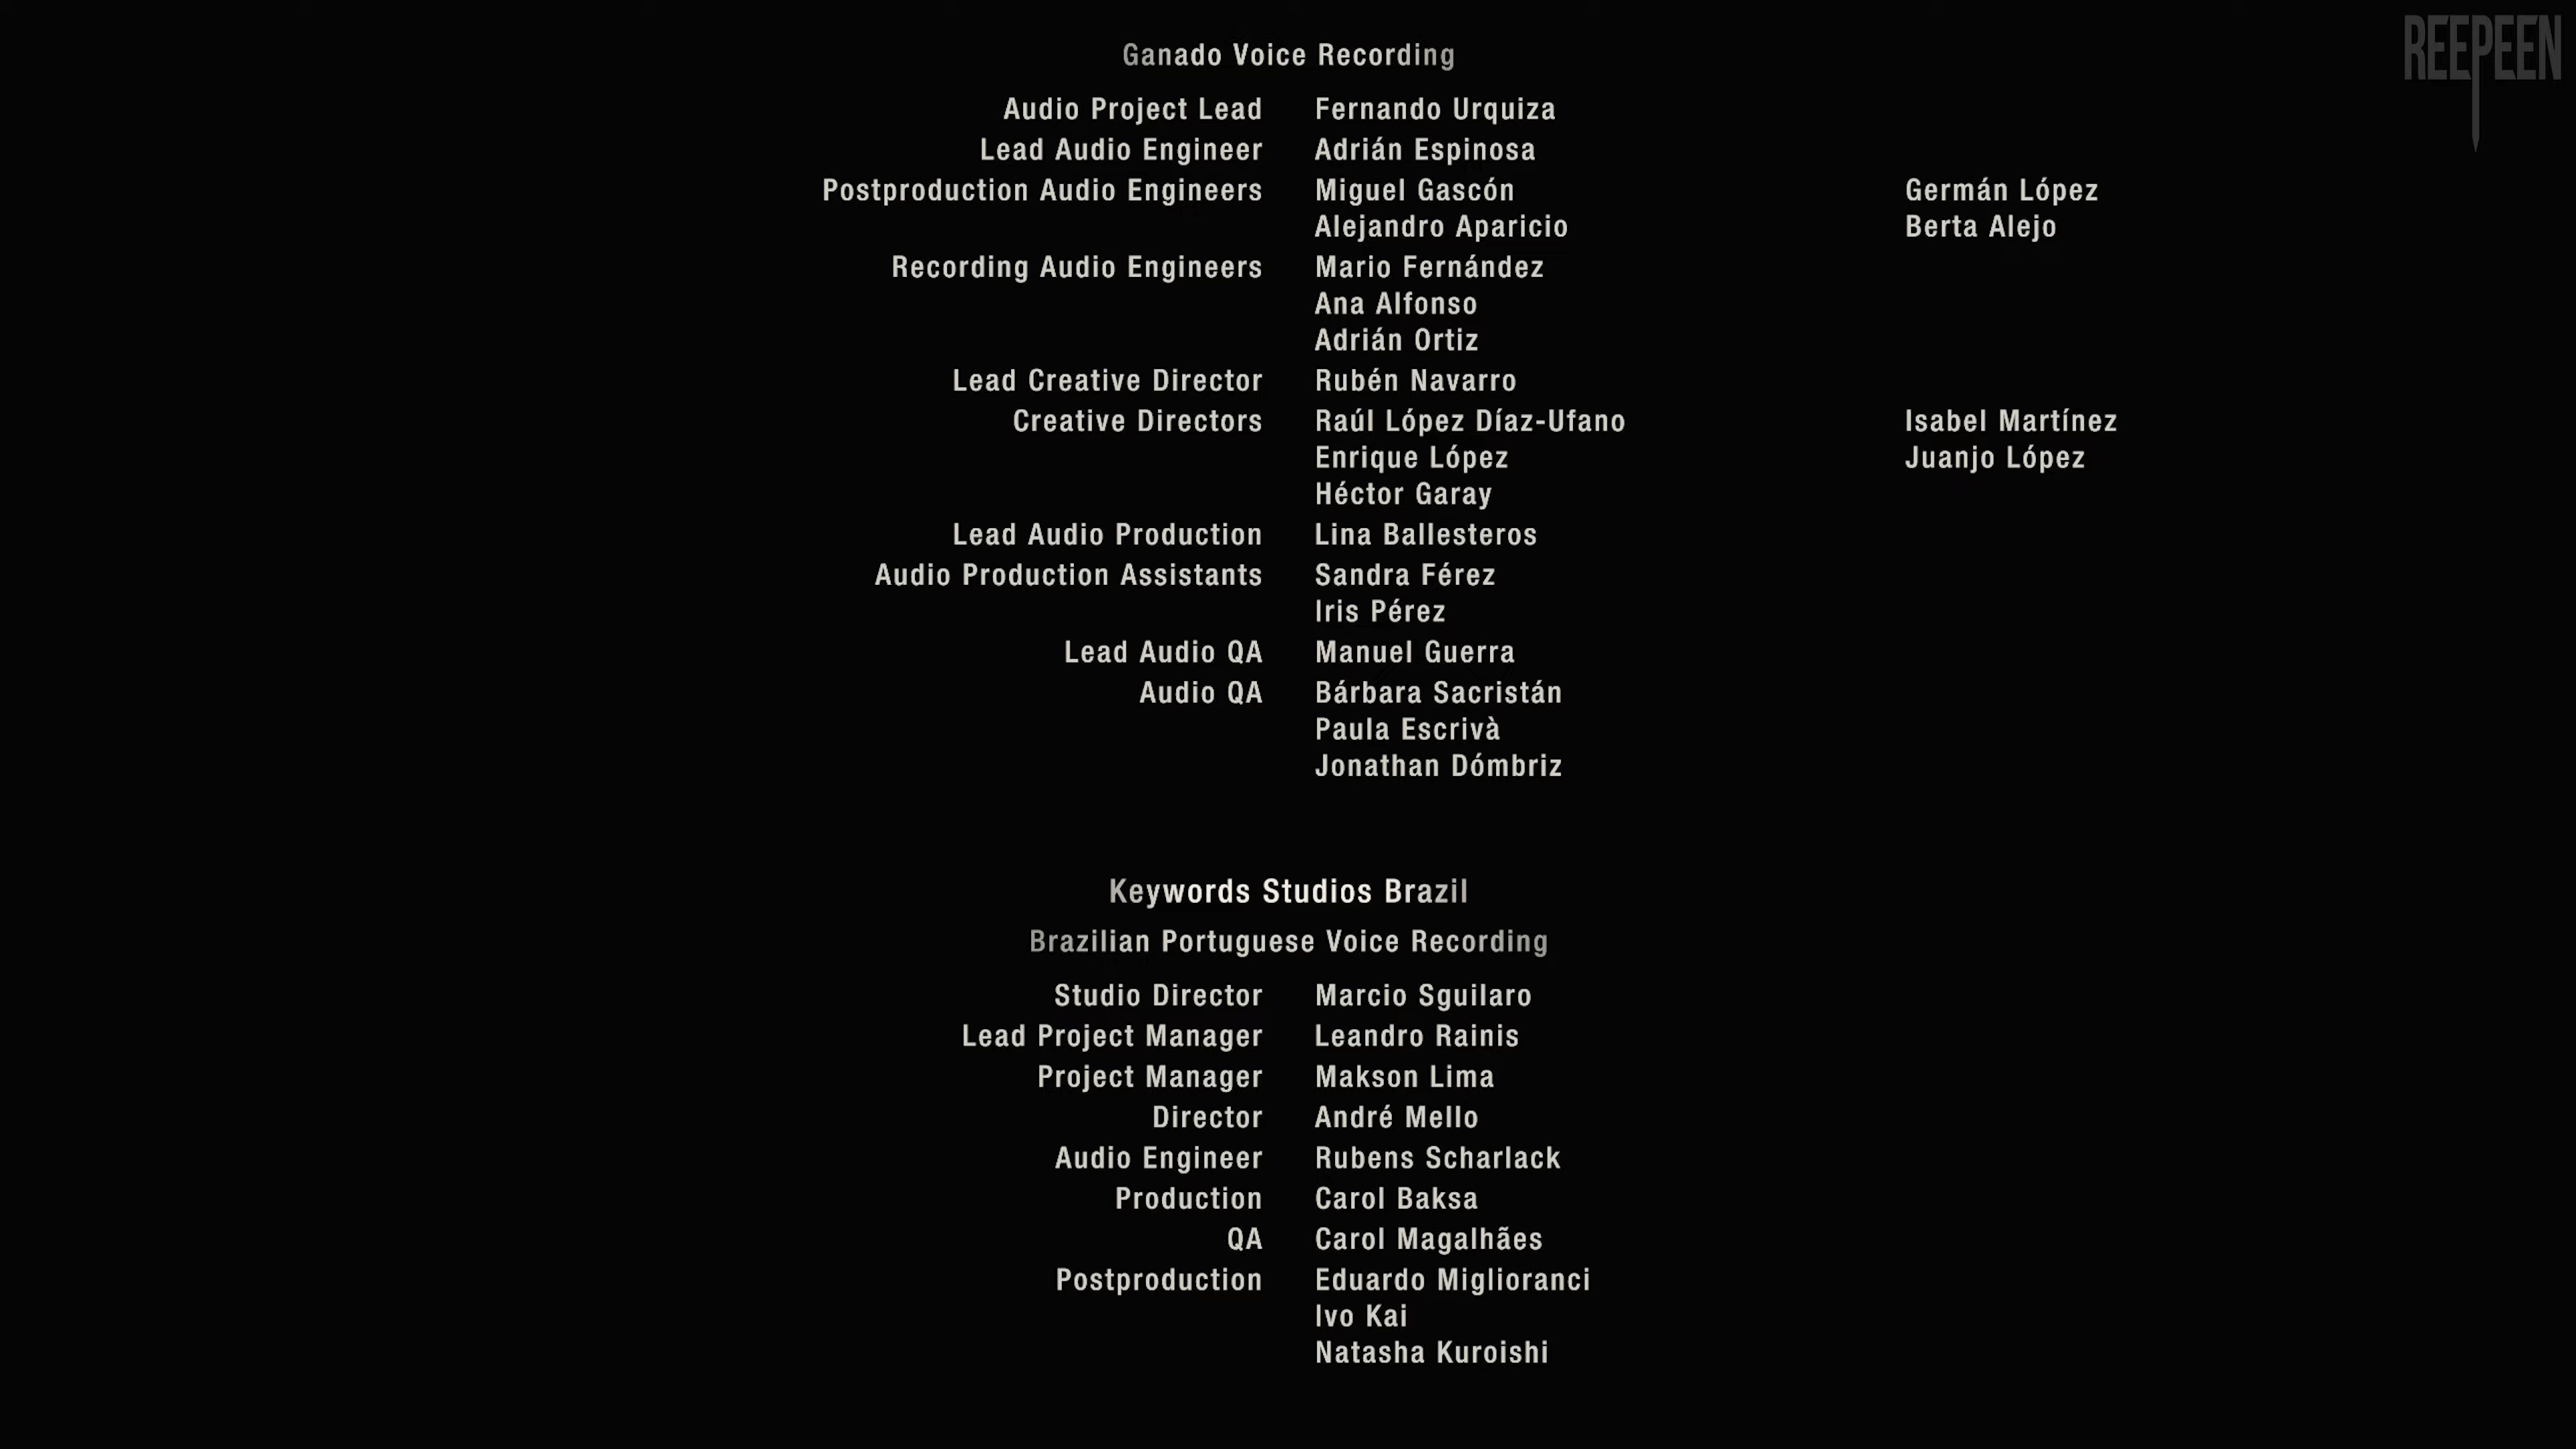 REEPEEN
Ganado Voice Recording
Audio Project Lead Fernando Urquiza
Lead Audio Engineer Adrián Espinosa
Postproduction Audio Engineers Miguel Gascón Germán López
Alejandro Aparicio Berta Alejo
Recording Audio Engineers Mario Fernández
Ana Alfonso
Adrián Ortiz
Lead Creative Director Rubén Navarro
Creative Directors Raúl López Díaz-Ufano Isabel Martínez
Enrique López Juanjo López
Héctor Garay
Lead Audio Production Lina Ballesteros
Audio Production Assistants Sandra Férez
Iris Pérez
Lead Audio QA Manuel Guerra
Audio QA Bárbara Sacristán
Paula Escrivà
Jonathan Dómbriz
Keywords Studios Brazil
Brazilian Portuguese Voice Recording
Studio Director Marcio Sguilaro
Lead Project Manager Leandro Rainis
Project Manager Makson Lima
Director André Mello
Audio Engineer Rubens Scharlack
Production Carol Baksa
QA Carol Magalhães
Postproduction Eduardo Miglioranci
Ivo Kai
Natasha Kuroishi